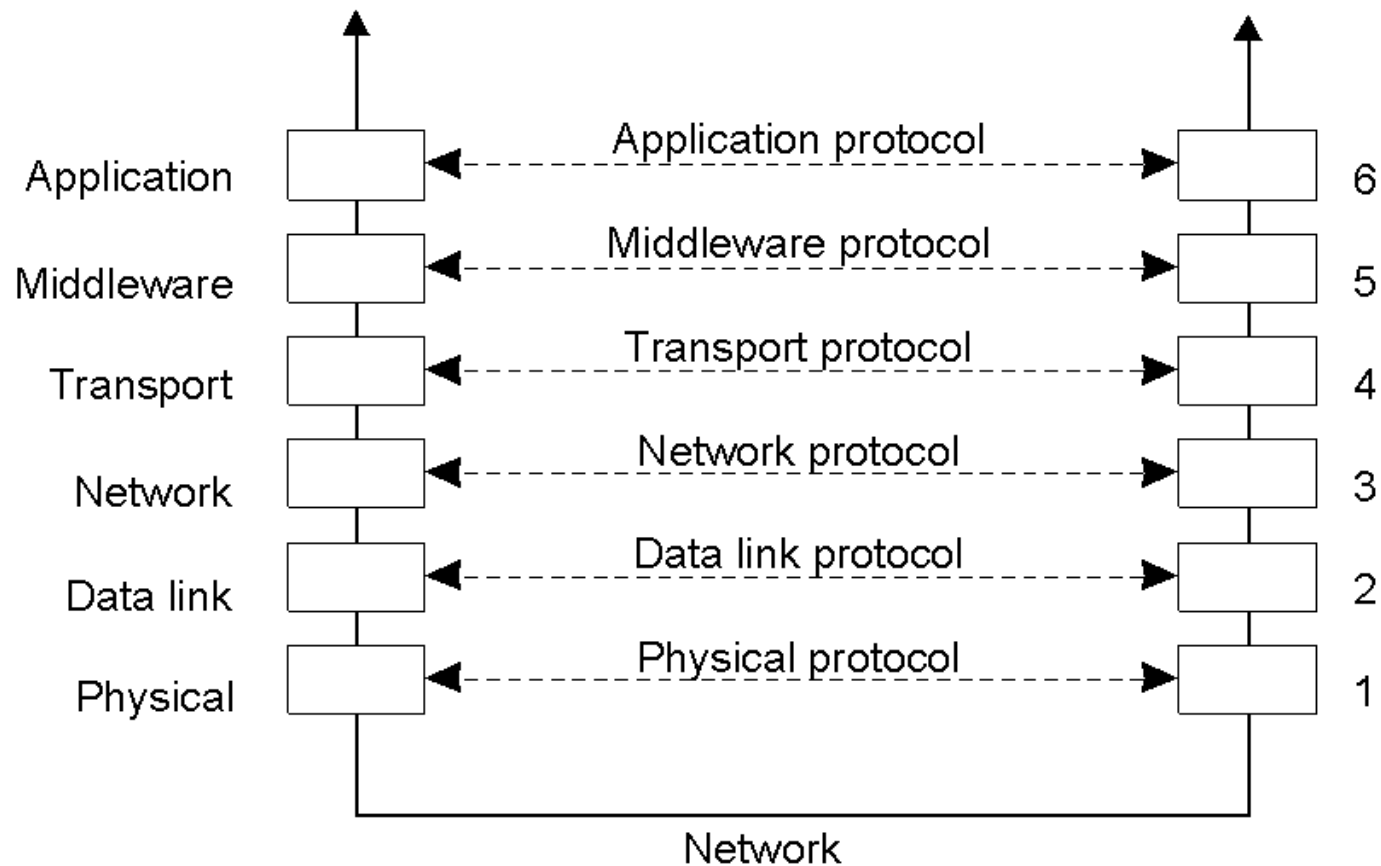 Application protocol
Application 6
Middleware protocol
Middleware 5
Transport protocol
Transport 4
Network protocol
Network 3
Data link protocol
Data link 2
Physical protocol
Physical 1
Network